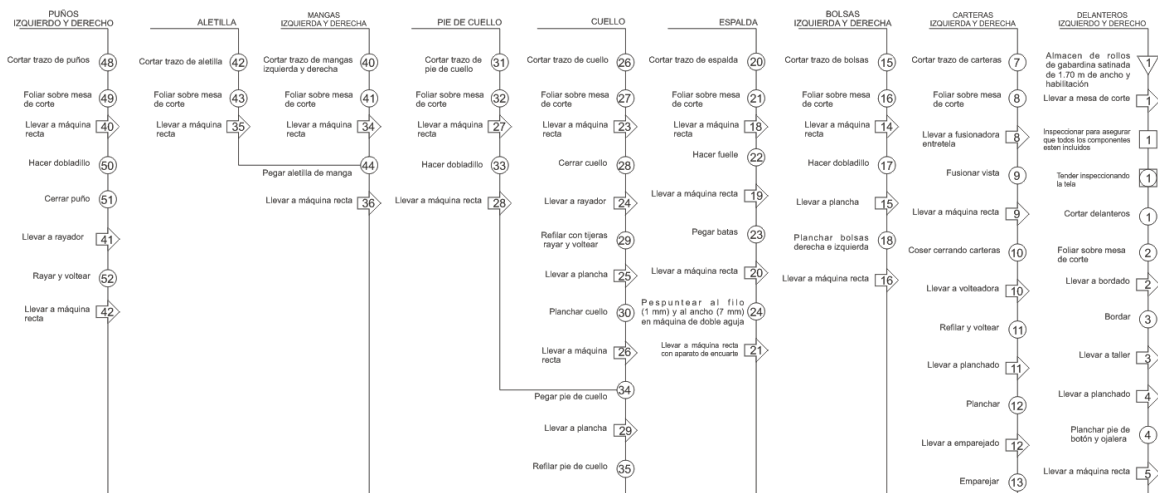 PUÑOS
IZQUIERDO Y DERECHO
Cortar trazo de puños 48
Foliar sobre mesa
de corte 49
Llevar a máquina
recta 40
Hacer dobladillo 50
Cerrar puño 51
Llevar a rayador 41
Rayar y voltear 52
Llevar a máquina
recta 42
ALETILLA
Cortar trazo de aletilla 42
Foliar sobre mesa
de corte 43
Llevar a máquina
recta 35
MANGAS
IZQUIERDA Y DERECHA
Cortar trazo de mangas
izquierda y derecha 40
Foliar sobre mesa
de corte 41
Llevar a máquina
recta 34
Pegar aletilla de manga 44
Llevar a máquina recta 36
PIE DE CUELLO
Cortar trazo de
pie de cuello 31
Foliar sobre mesa
de corte 32
Llevar a máquina
recta 27
Hacer dobladillo 33
Llevar a máquina recta 28
CUELLO
Cortar trazo de cuello 26
Foliar sobre mesa
de corte 27
Llevar a máquina
recta 23
Cerrar cuello 28
Llevar a rayador 24
Refilar con tijeras
rayar y voltear 29
Llevar a plancha 25
Planchar cuello 30
Llevar a máquina
recta 26
Pegar pie de cuello 34
Llevar a plancha 29
Refilar pie de cuello 35
ESPALDA
Cortar trazo de espalda 20
Foliar sobre mesa
de corte 21
Llevar a máquina
recta 18
Hacer fuelle 22
Llevar a máquina recta 19
Pegar batas 23
Llevar a máquina recta 20
Pespuntear al filo
(1 mm) y al ancho (7 mm)
en máquina de doble aguja 24
Llevar a máquina recta
con aparato de encuarte 21
BOLSAS
IZQUIERDA Y DERECHA
Cortar trazo de bolsas 15
Foliar sobre mesa
de corte 16
Llevar a máquina
recta 14
Hacer dobladillo 17
Llevar a plancha 15
Planchar bolsas
derecha e izquierda 18
Llevar a máquina recta 16
CARTERAS
IZQUIERDA Y DERECHA
Cortar trazo de carteras 7
Foliar sobre mesa
de corte 8
Llevar a fusionadora
entretela 8
Fusionar vista 9
Llevar a máquina recta 9
Coser cerrando carteras 10
Llevar a volteadora 10
Refilar y voltear 11
Llevar a planchado 11
Planchar 12
Llevar a emparejado 12
Emparejar 13
DELANTEROS
IZQUIERDO Y DERECHO
Almacen de rollos
de gabardina satinada
de 1.70 m de ancho y
habilitación 1
Llevar a mesa de corte 1
Inspeccionar para asegurar
que todos los componentes
esten incluidos 1
Tender inspeccionando
la tela 1
Cortar delanteros 1
Foliar sobre mesa
de corte 2
Llevar a bordado 2
Bordar 3
Llevar a taller 3
Llevar a planchado 4
Planchar pie de
botón y ojalera 4
Llevar a máquina recta 5